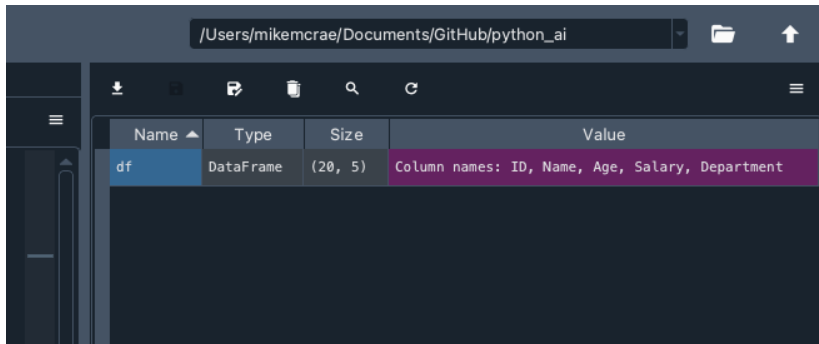 /Users/mikemcrae/Documents/GitHub/python_ai
Name Type Size Value
df DataFrame (20, 5) Column names: ID, Name, Age, Salary, Department